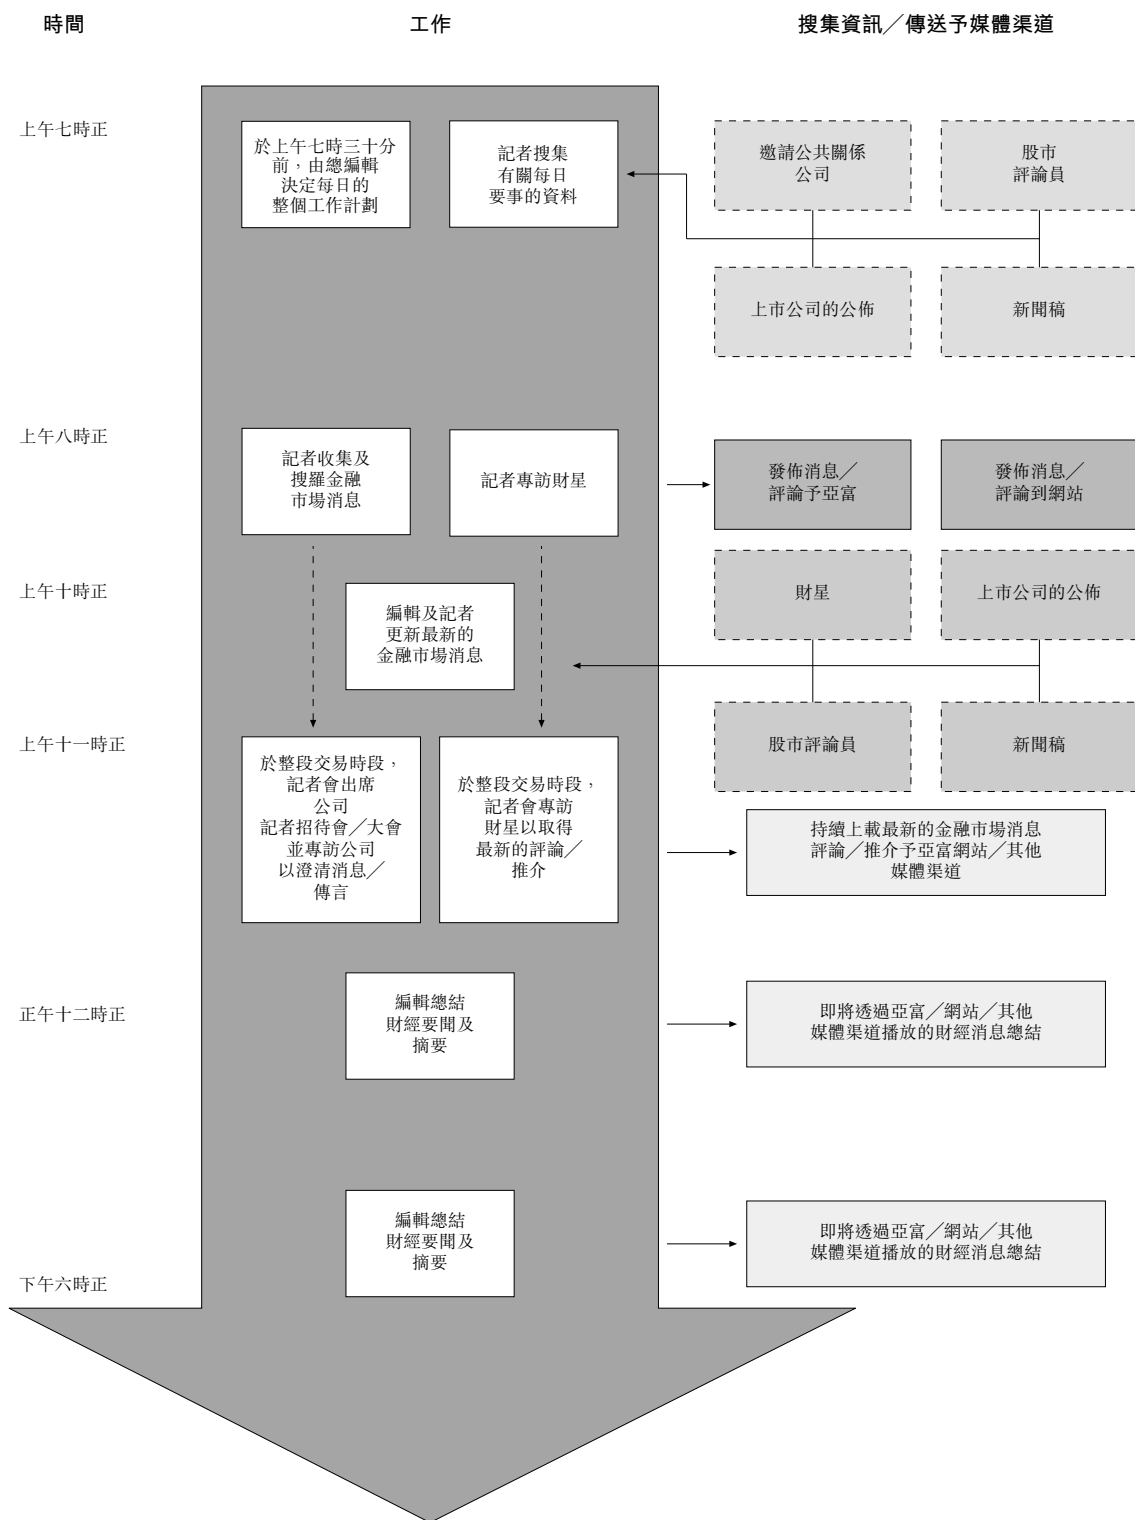 時間
工作
搜集資訊／傳送予媒體渠道
上午七時正
於上午七時三十分
前，由總編輯
決定每日的
整個工作計劃
記者搜集
有關每日
要事的資料
邀請公共關係
公司
股市
評論員
上市公司的公佈
新聞稿
上午八時正
記者收集及
搜羅金融
市場消息
記者專訪財星
發佈消息／
評論予亞富
發佈消息／
評論到網站
上午十時正
編輯及記者
更新最新的
金融市場消息
財星
上市公司的公佈
股市評論員
新聞稿
上午十一時正
於整段交易時段，
記者會出席
公司
記者招待會／大會
並專訪公司
以澄清消息／
傳言
於整段交易時段，
記者會專訪
財星以取得
最新的評論／
推介
持續上載最新的金融市場消息
評論／推介予亞富網站／其他
媒體渠道
正午十二時正
編輯總結
財經要聞及
摘要
即將透過亞富／網站／其他
媒體渠道播放的財經消息總結
下午六時正
編輯總結
財經要聞及
摘要
即將透過亞富／網站／其他
媒體渠道播放的財經消息總結